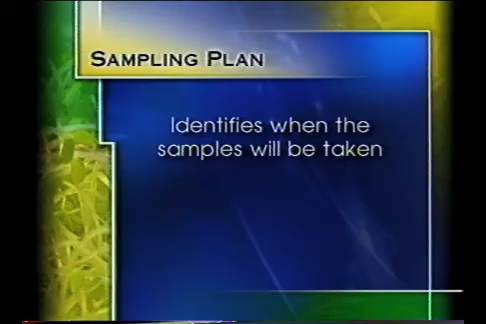 SAMPLING PLAN
Identifies when the
samples will be taken